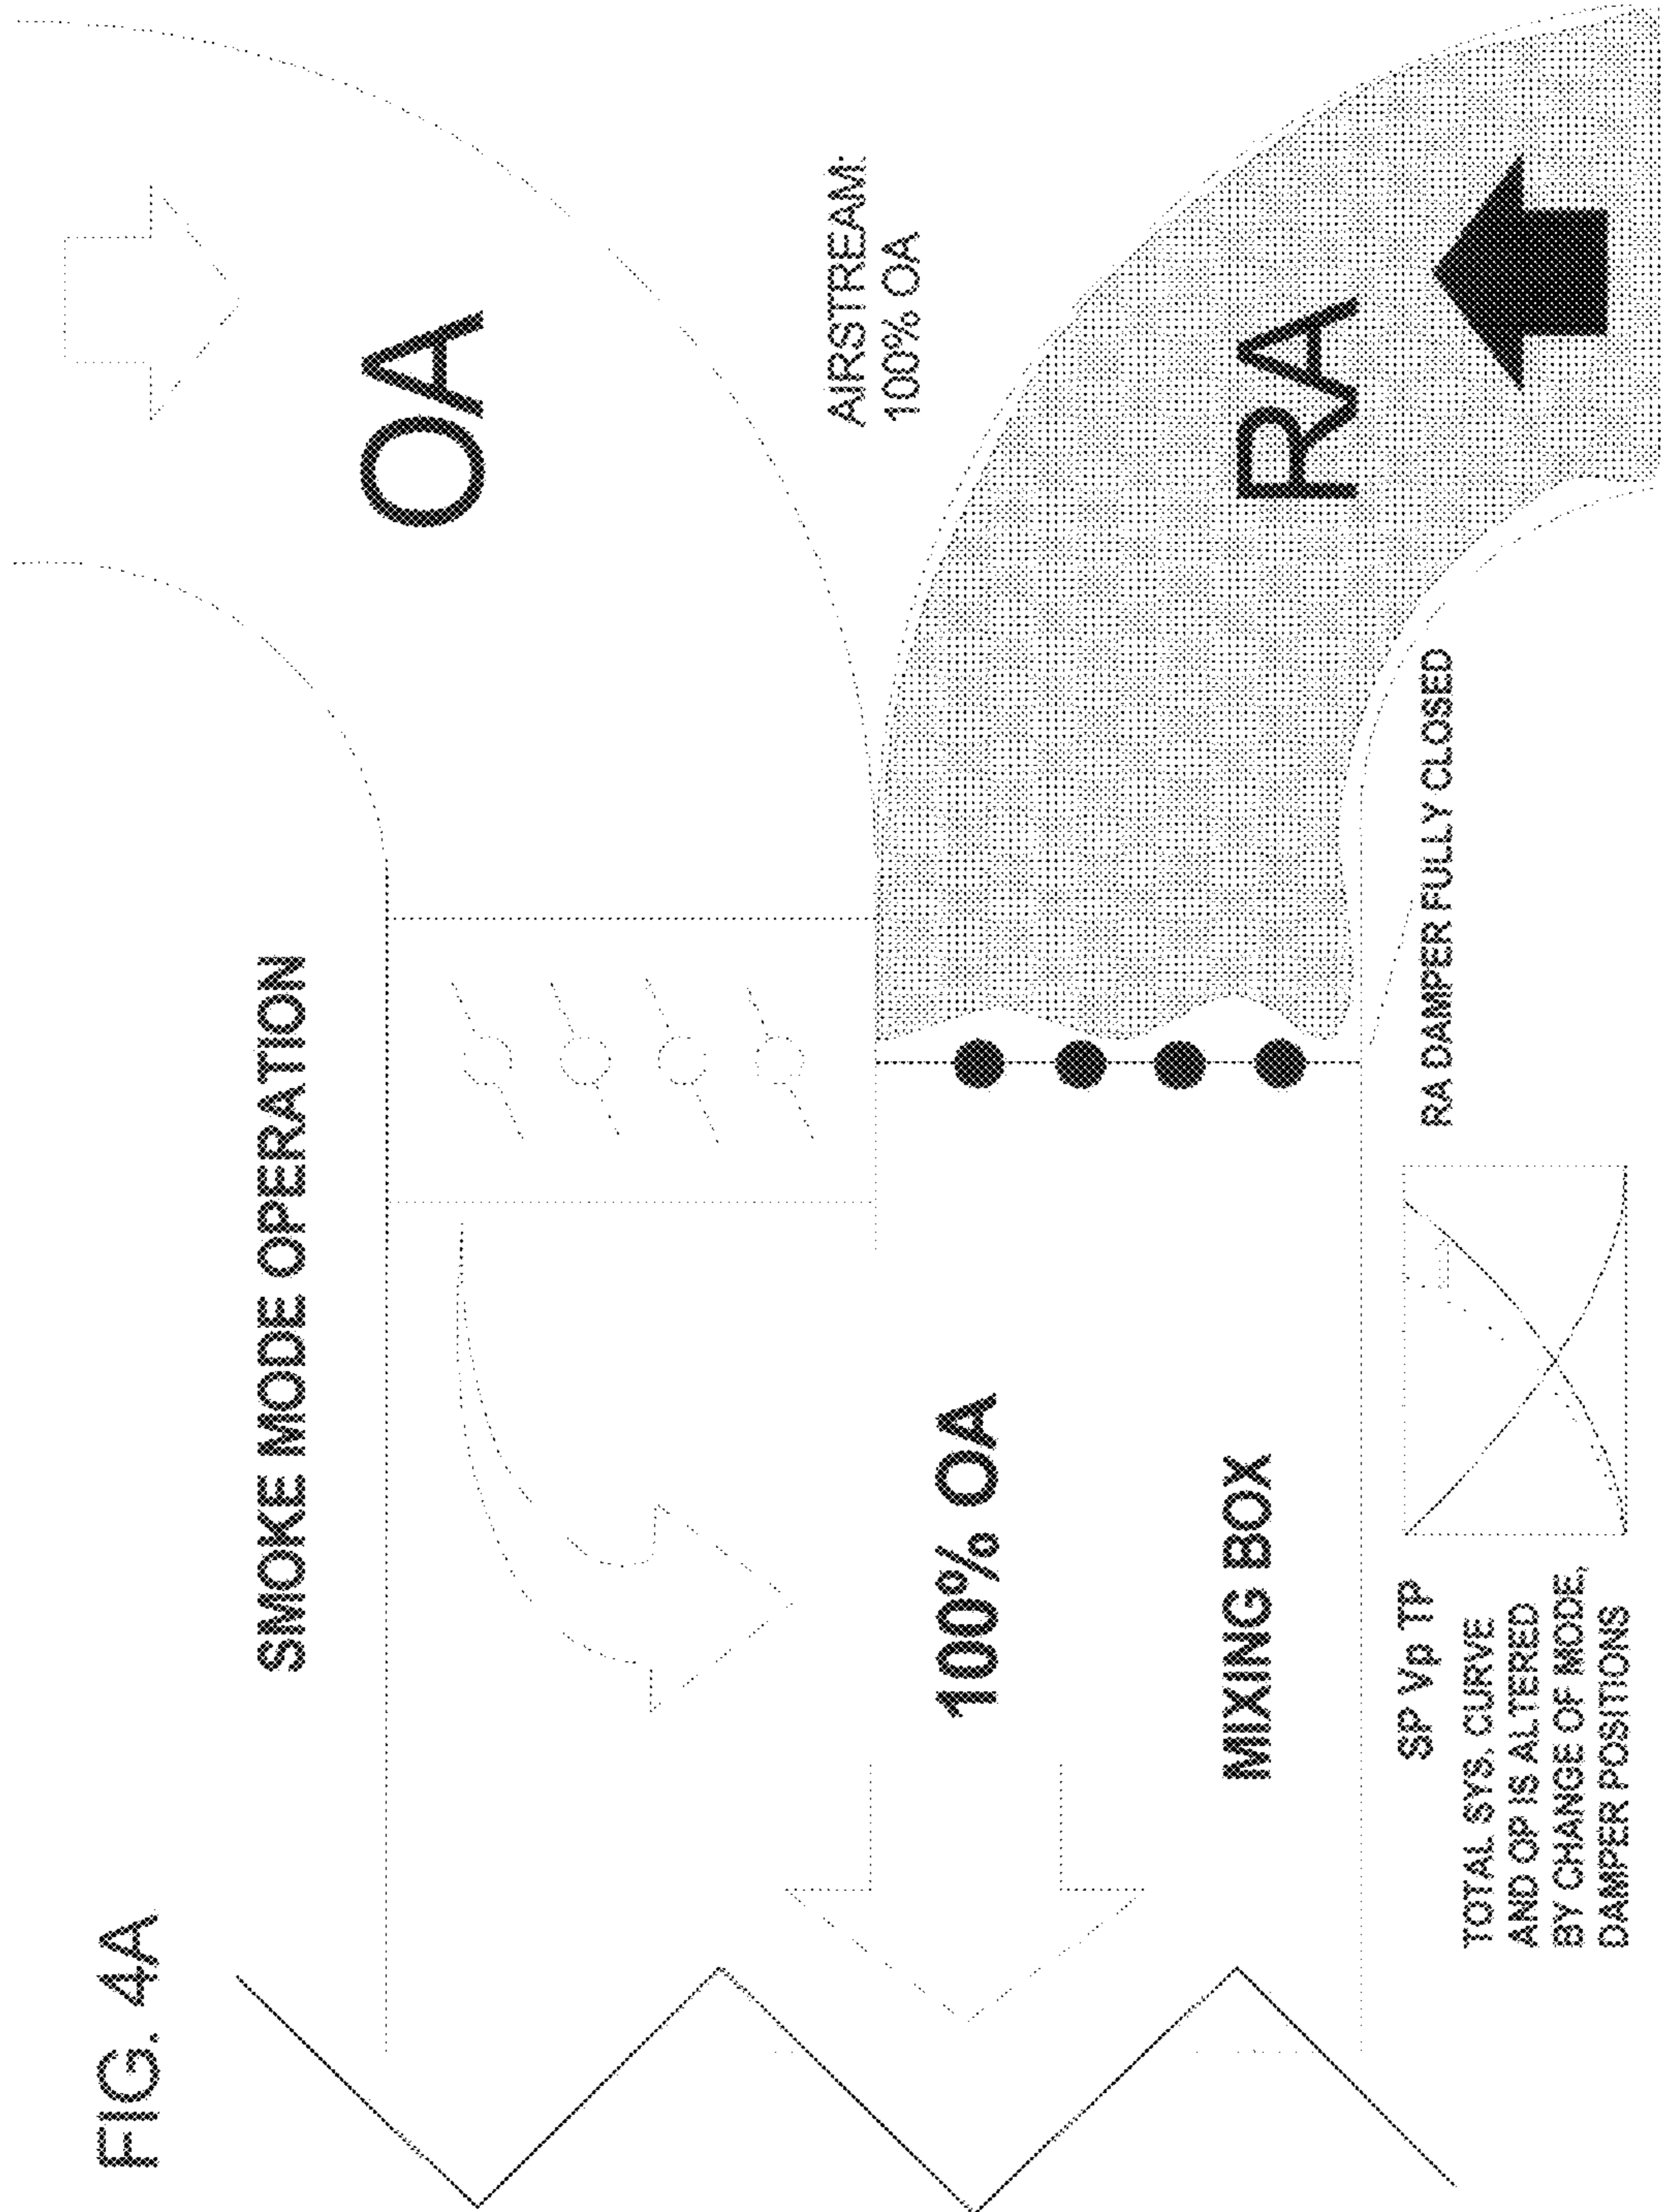 FIG. 4A
SMOKE MODE OPERATION
OA
AIRSTREAM:
100% OA
100% OA
MIXING BOX
RA
RA DAMPER FULLY CLOSED
SP Vp TP
TOTAL SYS. CURVE
AND OP IS ALTERED
BY CHANGE OF MODE,
DAMPER POSITIONS